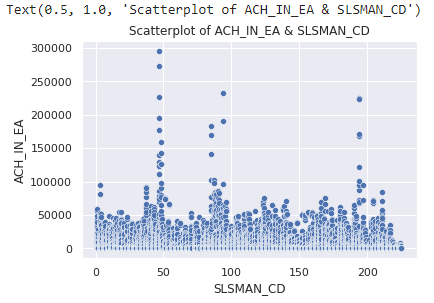 Text(0.5, 1.0, 'Scatterplot of ACH_IN_EA & SLSMAN_CD')
Scatterplot of ACH_IN_EA & SLSMAN_CD
300000
250000
200000
150000
100000
50000
0
ACH_IN_EA
0 50 100 150 200
SLSMAN_CD